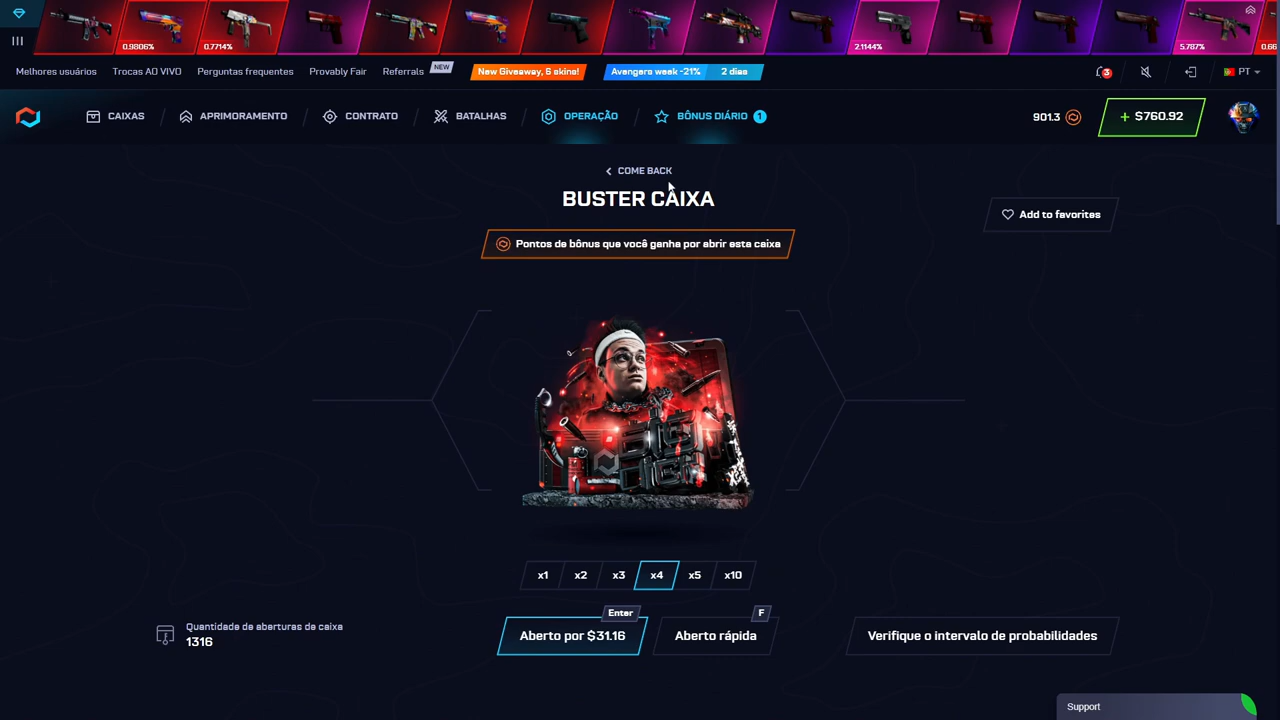 0.9806%
0.7714%
2.1144%
5.787%
0.66
Melhores usuários
Trocas AO VIVO
Perguntas frequentes
Provably Fair
Referrals
NEW
New Giveaway, 6 skins!
Avengers week -21%
2 dias
3
PT
CAIXAS
APRIMORAMENTO
CONTRATO
BATALHAS
OPERAÇÃO
BÔNUS DIÁRIO
1
901.3
+ $760.92
COME BACK
BUSTER CAIXA
Add to favorites
Pontos de bônus que você ganha por abrir esta caixa
x1
x2
x3
x4
x5
x10
Quantidade de aberturas de caixa
1316
Enter
Aberto por $31.16
F
Aberto rápida
Verifique o intervalo de probabilidades
Support